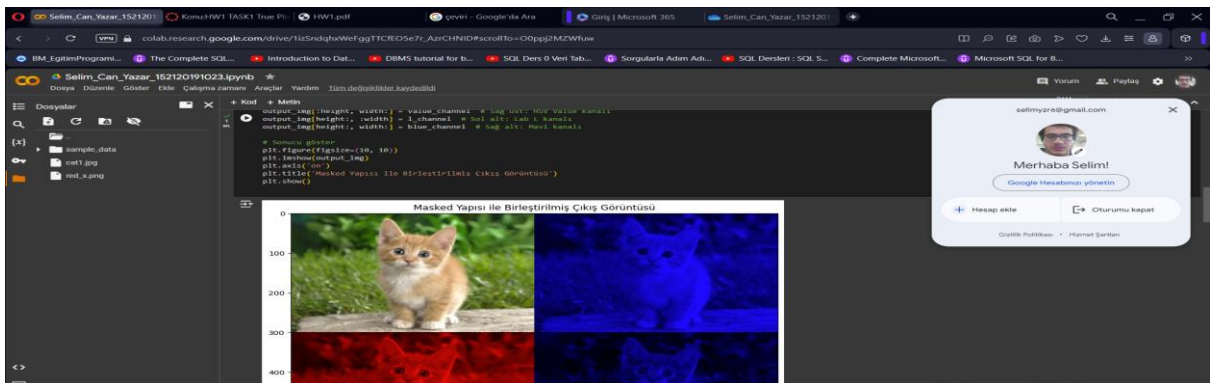 Selim_Can_Yazar_1521201
Konu:HW1 TASK1 True
HW1.pdf
çeviri - Google'da Ara
Giriş | Microsoft 365
Selim_Can_Yazar_1521201
VPN
colab.research.google.com/drive/1izSndqhxWeFggTTCfEO5e7r_AzrCHNID#scrollTo=O0ppj2MZWfuw
BM_EgitimProgrami...
The Complete SQL...
Introduction to Dat...
DBMS tutorial for b...
SQL Ders 0 Veri Tab...
Sorgularla Adım Adı...
SQL Dersleri : SQL S...
Complete Microsoft...
Microsoft SQL for B...
Selim_Can_Yazar_152120191023.ipynb
Dosya Düzenle Göster Ekle Çalışma zamanı Araçlar Yardım Tüm değişiklikler kaydedildi
Yorum
Paylaş
Dosyalar
+ Kod + Metin
..
sample_data
cat1.jpg
red_x.png
{x}
output_img[:height, width:] = value_channel # Sağ üst: HSV Value kanalı
output_img[height:, :width] = l_channel # Sol alt: Lab L kanalı
output_img[height:, width:] = blue_channel # Sağ alt: Mavi kanalı
# Sonucu göster
plt.figure(figsize=(10, 10))
plt.imshow(output_img)
plt.axis('on')
plt.title('Masked Yapısı ile Birleştirilmiş Çıkış Görüntüsü')
plt.show()
Masked Yapısı ile Birleştirilmiş Çıkış Görüntüsü
0
100
200
300
400
selimyzr6@gmail.com
Merhaba Selim!
Google Hesabınızı yönetin
Hesap ekle
Oturumu kapat
Gizlilik Politikası • Hizmet Şartları